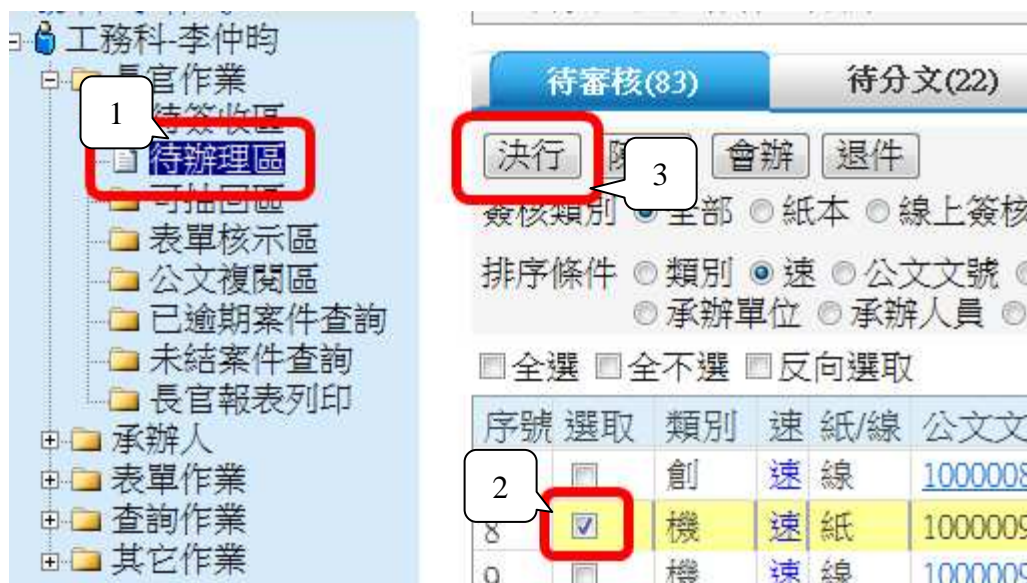 工務科-李仲昀
長官作業
1
待簽收區
待辦理區
可抽回區
表單核示區
公文複閱區
已逾期案件查詢
未結案件查詢
長官報表列印
承辦人
表單作業
查詢作業
其它作業
待審核(83) 待分文(22)
決行 會辦 退件
3
簽核類別 全部 紙本 線上簽核
排序條件 類別 速 公文文號
承辦單位 承辦人員
全選 全不選 反向選取
序號 選取 類別 速 紙/線 公文文
2
創 速 線 1000008
8 機 速 紙 1000009
9 機 速 線 1000009